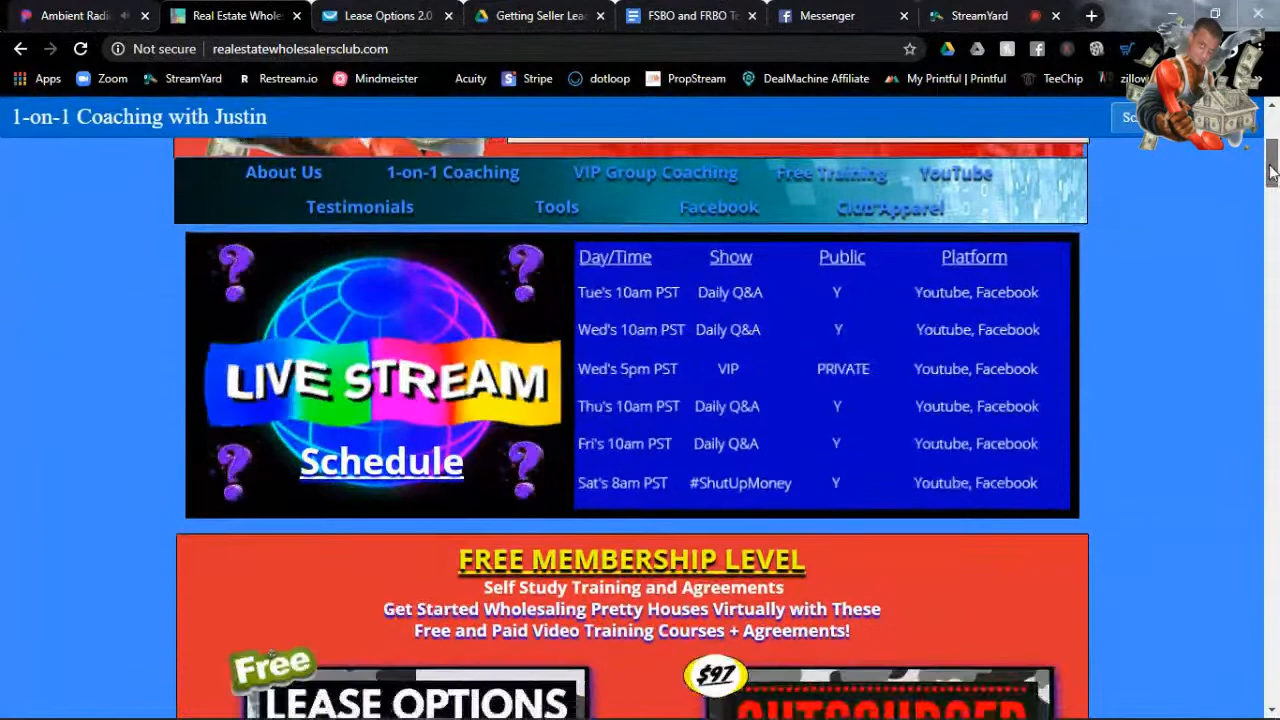 Ambient Radi
Real Estate Whole
Lease Options 2.0
Getting Seller Lea
FSBO and FRBO Te
Messenger
StreamYard
Not secure
realestatewholesalersclub.com
Apps
Zoom
StreamYard
Restream.io
Mindmeister
Acuity
Stripe
dotloop
PropStream
DealMachine Affiliate
My Printful | Printful
TeeChip
zillow
1-on-1 Coaching with Justin
Sc
About Us 1-on-1 Coaching VIP Group Coaching Free Training YouTube
Testimonials Tools Facebook Club Apparel
LIVE STREAM
Schedule
Day/Time Show Public Platform
Tue's 10am PST Daily Q&A Y Youtube, Facebook
Wed's 10am PST Daily Q&A Y Youtube, Facebook
Wed's 5pm PST VIP PRIVATE Youtube, Facebook
Thu's 10am PST Daily Q&A Y Youtube, Facebook
Fri's 10am PST Daily Q&A Y Youtube, Facebook
Sat's 8am PST #ShutUpMoney Y Youtube, Facebook
FREE MEMBERSHIP LEVEL
Self Study Training and Agreements
Get Started Wholesaling Pretty Houses Virtually with These
Free and Paid Video Training Courses + Agreements!
Free
LEASE OPTIONS
$97
OUTSOURCED